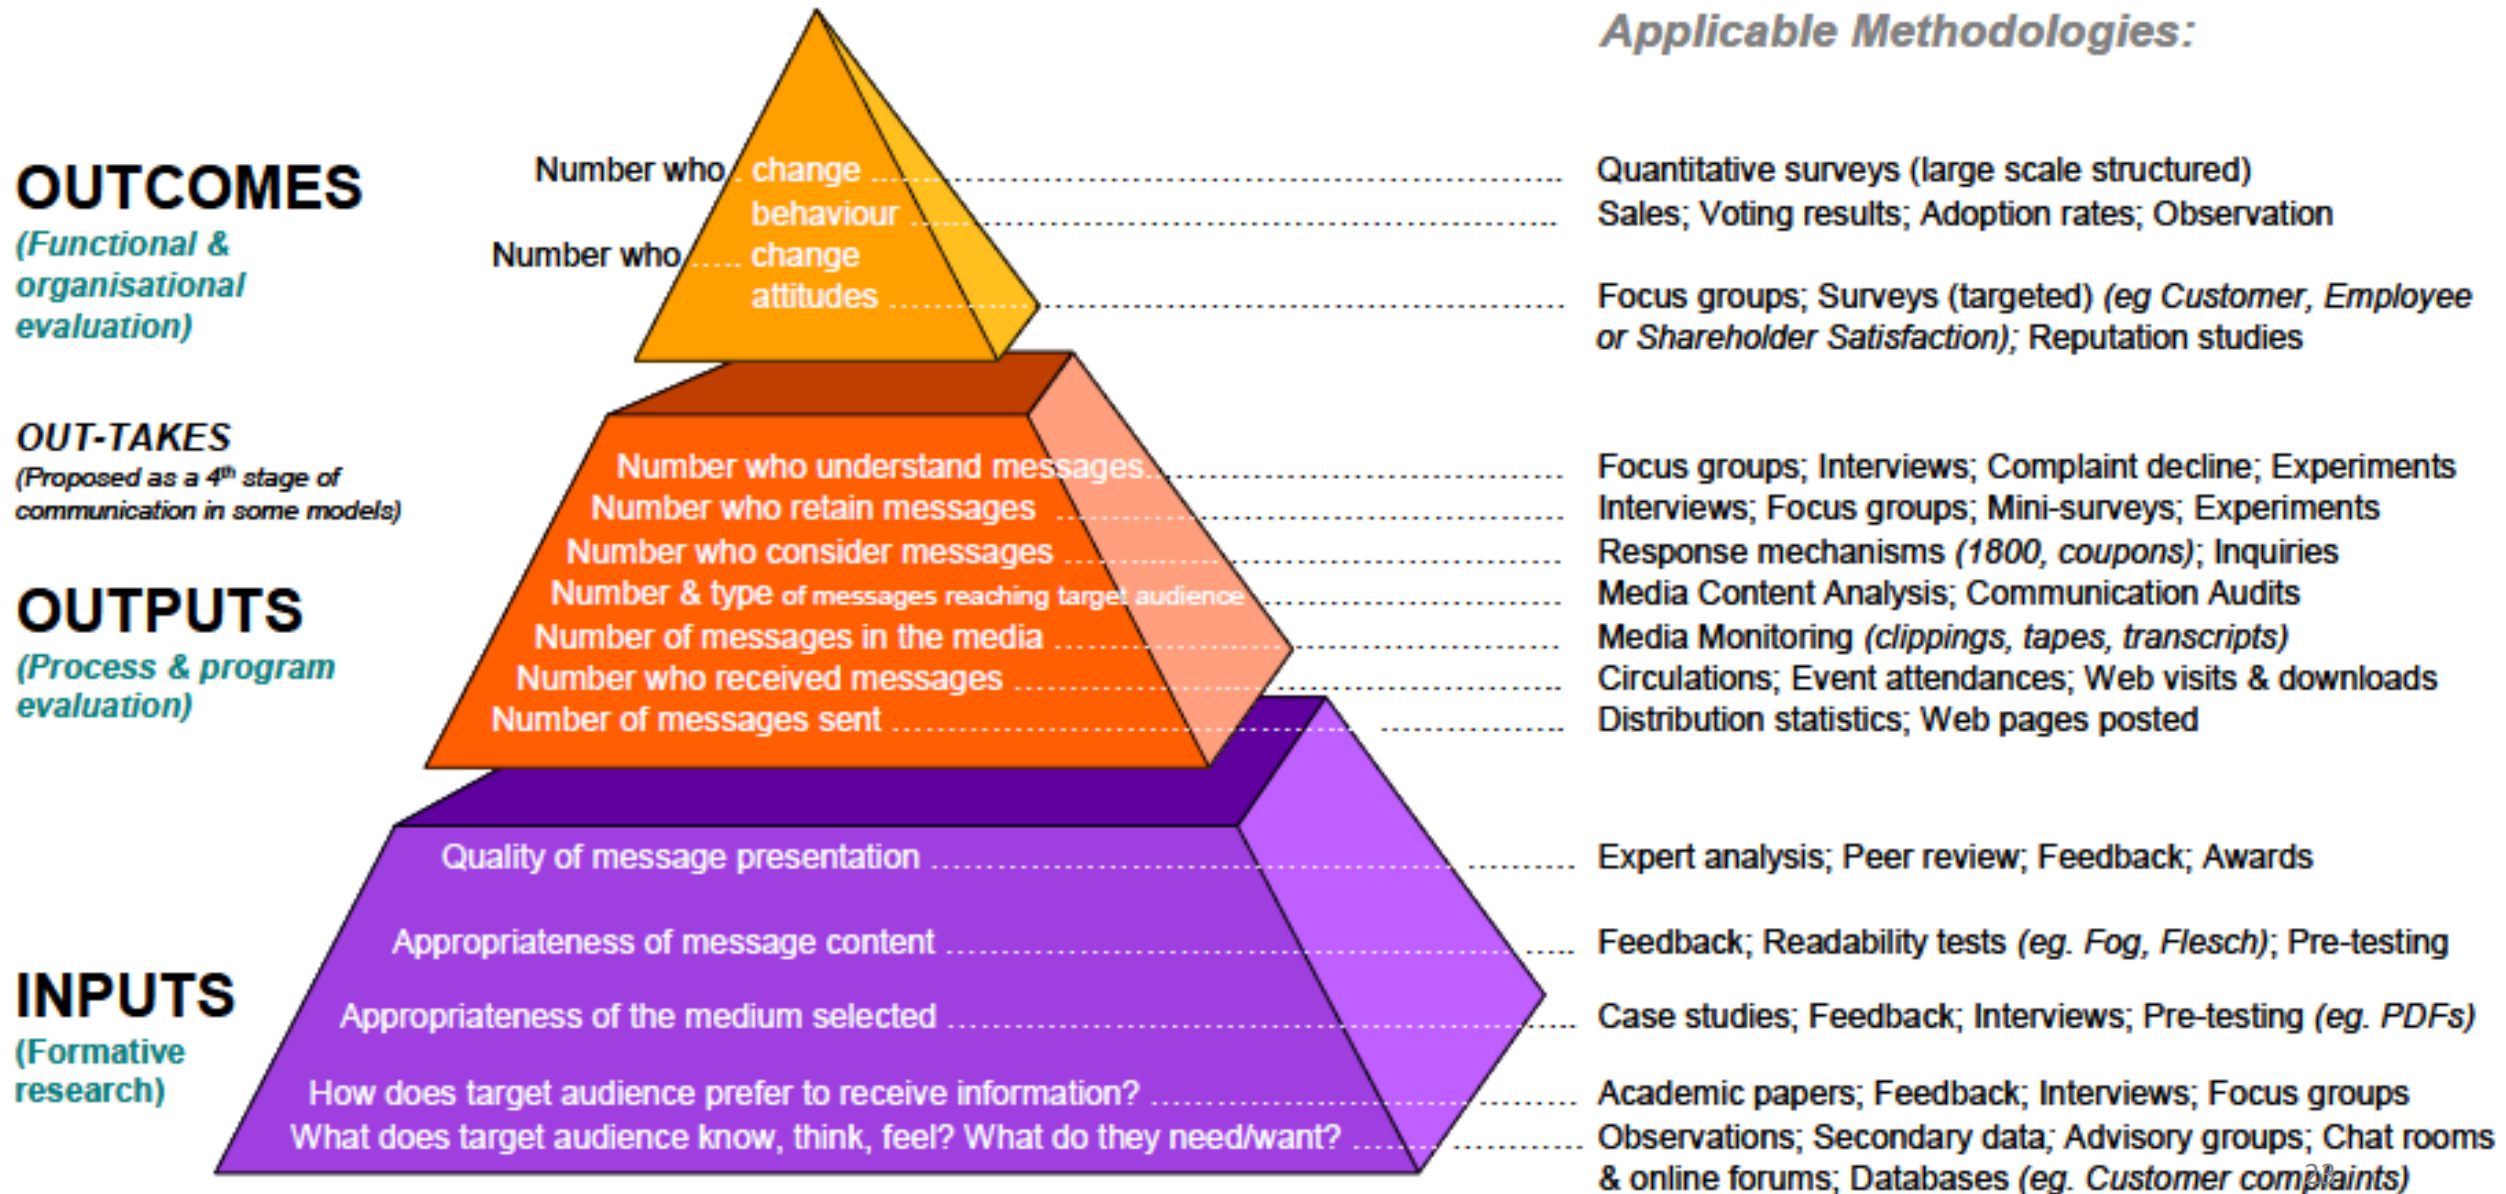 Applicable Methodologies:
OUTCOMES
(Functional &
organisational
evaluation)
Number who . change ........ Quantitative surveys (large scale structured)
behaviour ........ Sales; Voting results; Adoption rates; Observation
Number who ..... change
attitudes ........ Focus groups; Surveys (targeted) (eg Customer, Employee
or Shareholder Satisfaction); Reputation studies
OUT-TAKES
(Proposed as a 4th stage of
communication in some models)
Number who understand messages ........ Focus groups; Interviews; Complaint decline; Experiments
Number who retain messages ........ Interviews; Focus groups; Mini-surveys; Experiments
Number who consider messages ........ Response mechanisms (1800, coupons); Inquiries
OUTPUTS
(Process & program
evaluation)
Number & type of messages reaching target audience ........ Media Content Analysis; Communication Audits
Number of messages in the media ........ Media Monitoring (clippings, tapes, transcripts)
Number who received messages ........ Circulations; Event attendances; Web visits & downloads
Number of messages sent ........ Distribution statistics; Web pages posted
Quality of message presentation ........ Expert analysis; Peer review; Feedback; Awards
Appropriateness of message content ........ Feedback; Readability tests (eg. Fog, Flesch); Pre-testing
INPUTS
(Formative
research)
Appropriateness of the medium selected ........ Case studies; Feedback; Interviews; Pre-testing (eg. PDFs)
How does target audience prefer to receive information? ........ Academic papers; Feedback; Interviews; Focus groups
What does target audience know, think, feel? What do they need/want? ........ Observations; Secondary data; Advisory groups; Chat rooms
& online forums; Databases (eg. Customer complaints)